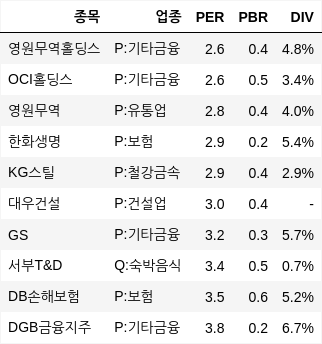 종목 업종 PER PBR DIV
영원무역홀딩스 P:기타금융 2.6 0.4 4.8%
OCI홀딩스 P:기타금융 2.6 0.5 3.4%
영원무역 P:유통업 2.8 0.4 4.0%
한화생명 P:보험 2.9 0.2 5.4%
KG스틸 P:철강금속 2.9 0.4 2.9%
대우건설 P:건설업 3.0 0.4 -
GS P:기타금융 3.2 0.3 5.7%
서부T&D Q:숙박음식 3.4 0.5 0.7%
DB손해보험 P:보험 3.5 0.6 5.2%
DGB금융지주 P:기타금융 3.8 0.2 6.7%